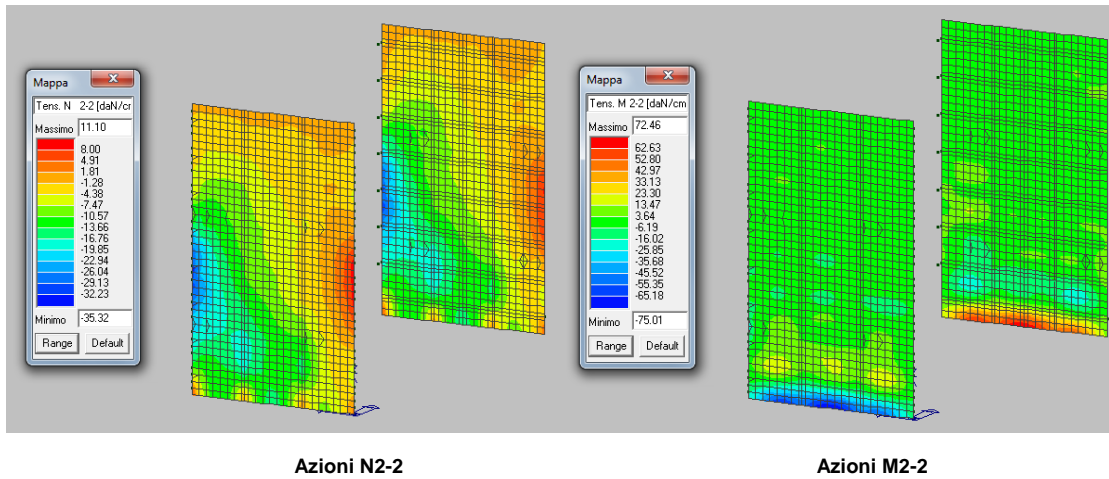 Mappa
Tens. N 2-2 [daN/cr
Massimo 11.10
8.00
4.91
1.81
-1.28
-4.38
-7.47
-10.57
-13.66
-16.76
-19.85
-22.94
-26.04
-29.13
-32.23
Minimo -35.32
Range Default
Mappa
Tens. M 2-2 [daN/cm
Massimo 72.46
62.63
52.80
42.97
33.13
23.30
13.47
3.64
-6.19
-16.02
-25.85
-35.68
-45.52
-55.35
-65.18
Minimo -75.01
Range Default
Azioni N2-2
Azioni M2-2